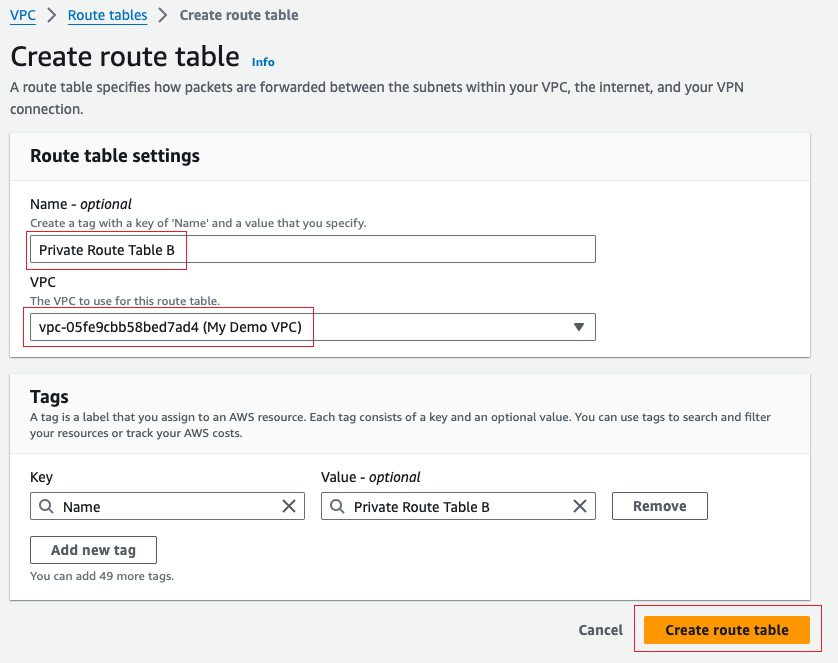 VPC > Route tables > Create route table
Create route table Info
A route table specifies how packets are forwarded between the subnets within your VPC, the internet, and your VPN
connection.
Route table settings
Name - optional
Create a tag with a key of 'Name' and a value that you specify.
Private Route Table B
VPC
The VPC to use for this route table.
vpc-05fe9cbb58bed7ad4 (My Demo VPC)
Tags
A tag is a label that you assign to an AWS resource. Each tag consists of a key and an optional value. You can use tags to search and filter
your resources or track your AWS costs.
Key Value - optional
Name Private Route Table B Remove
Add new tag
You can add 49 more tags.
Cancel Create route table